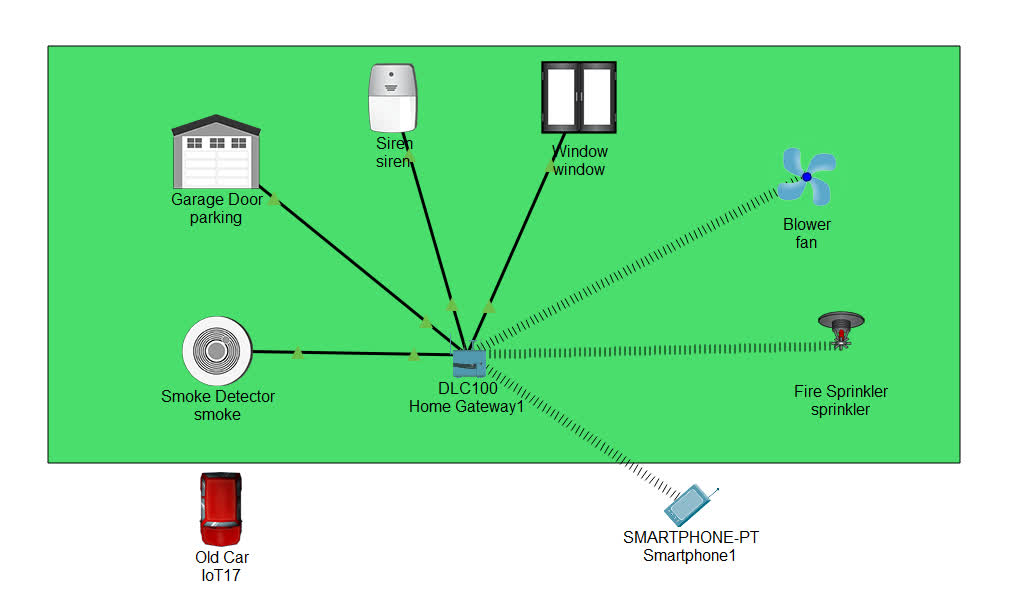 Siren
siren
Window
window
Garage Door
parking
Blower
fan
Smoke Detector
smoke
DLC100
Home Gateway1
Fire Sprinkler
sprinkler
SMARTPHONE-PT
Smartphone1
Old Car
IoT17